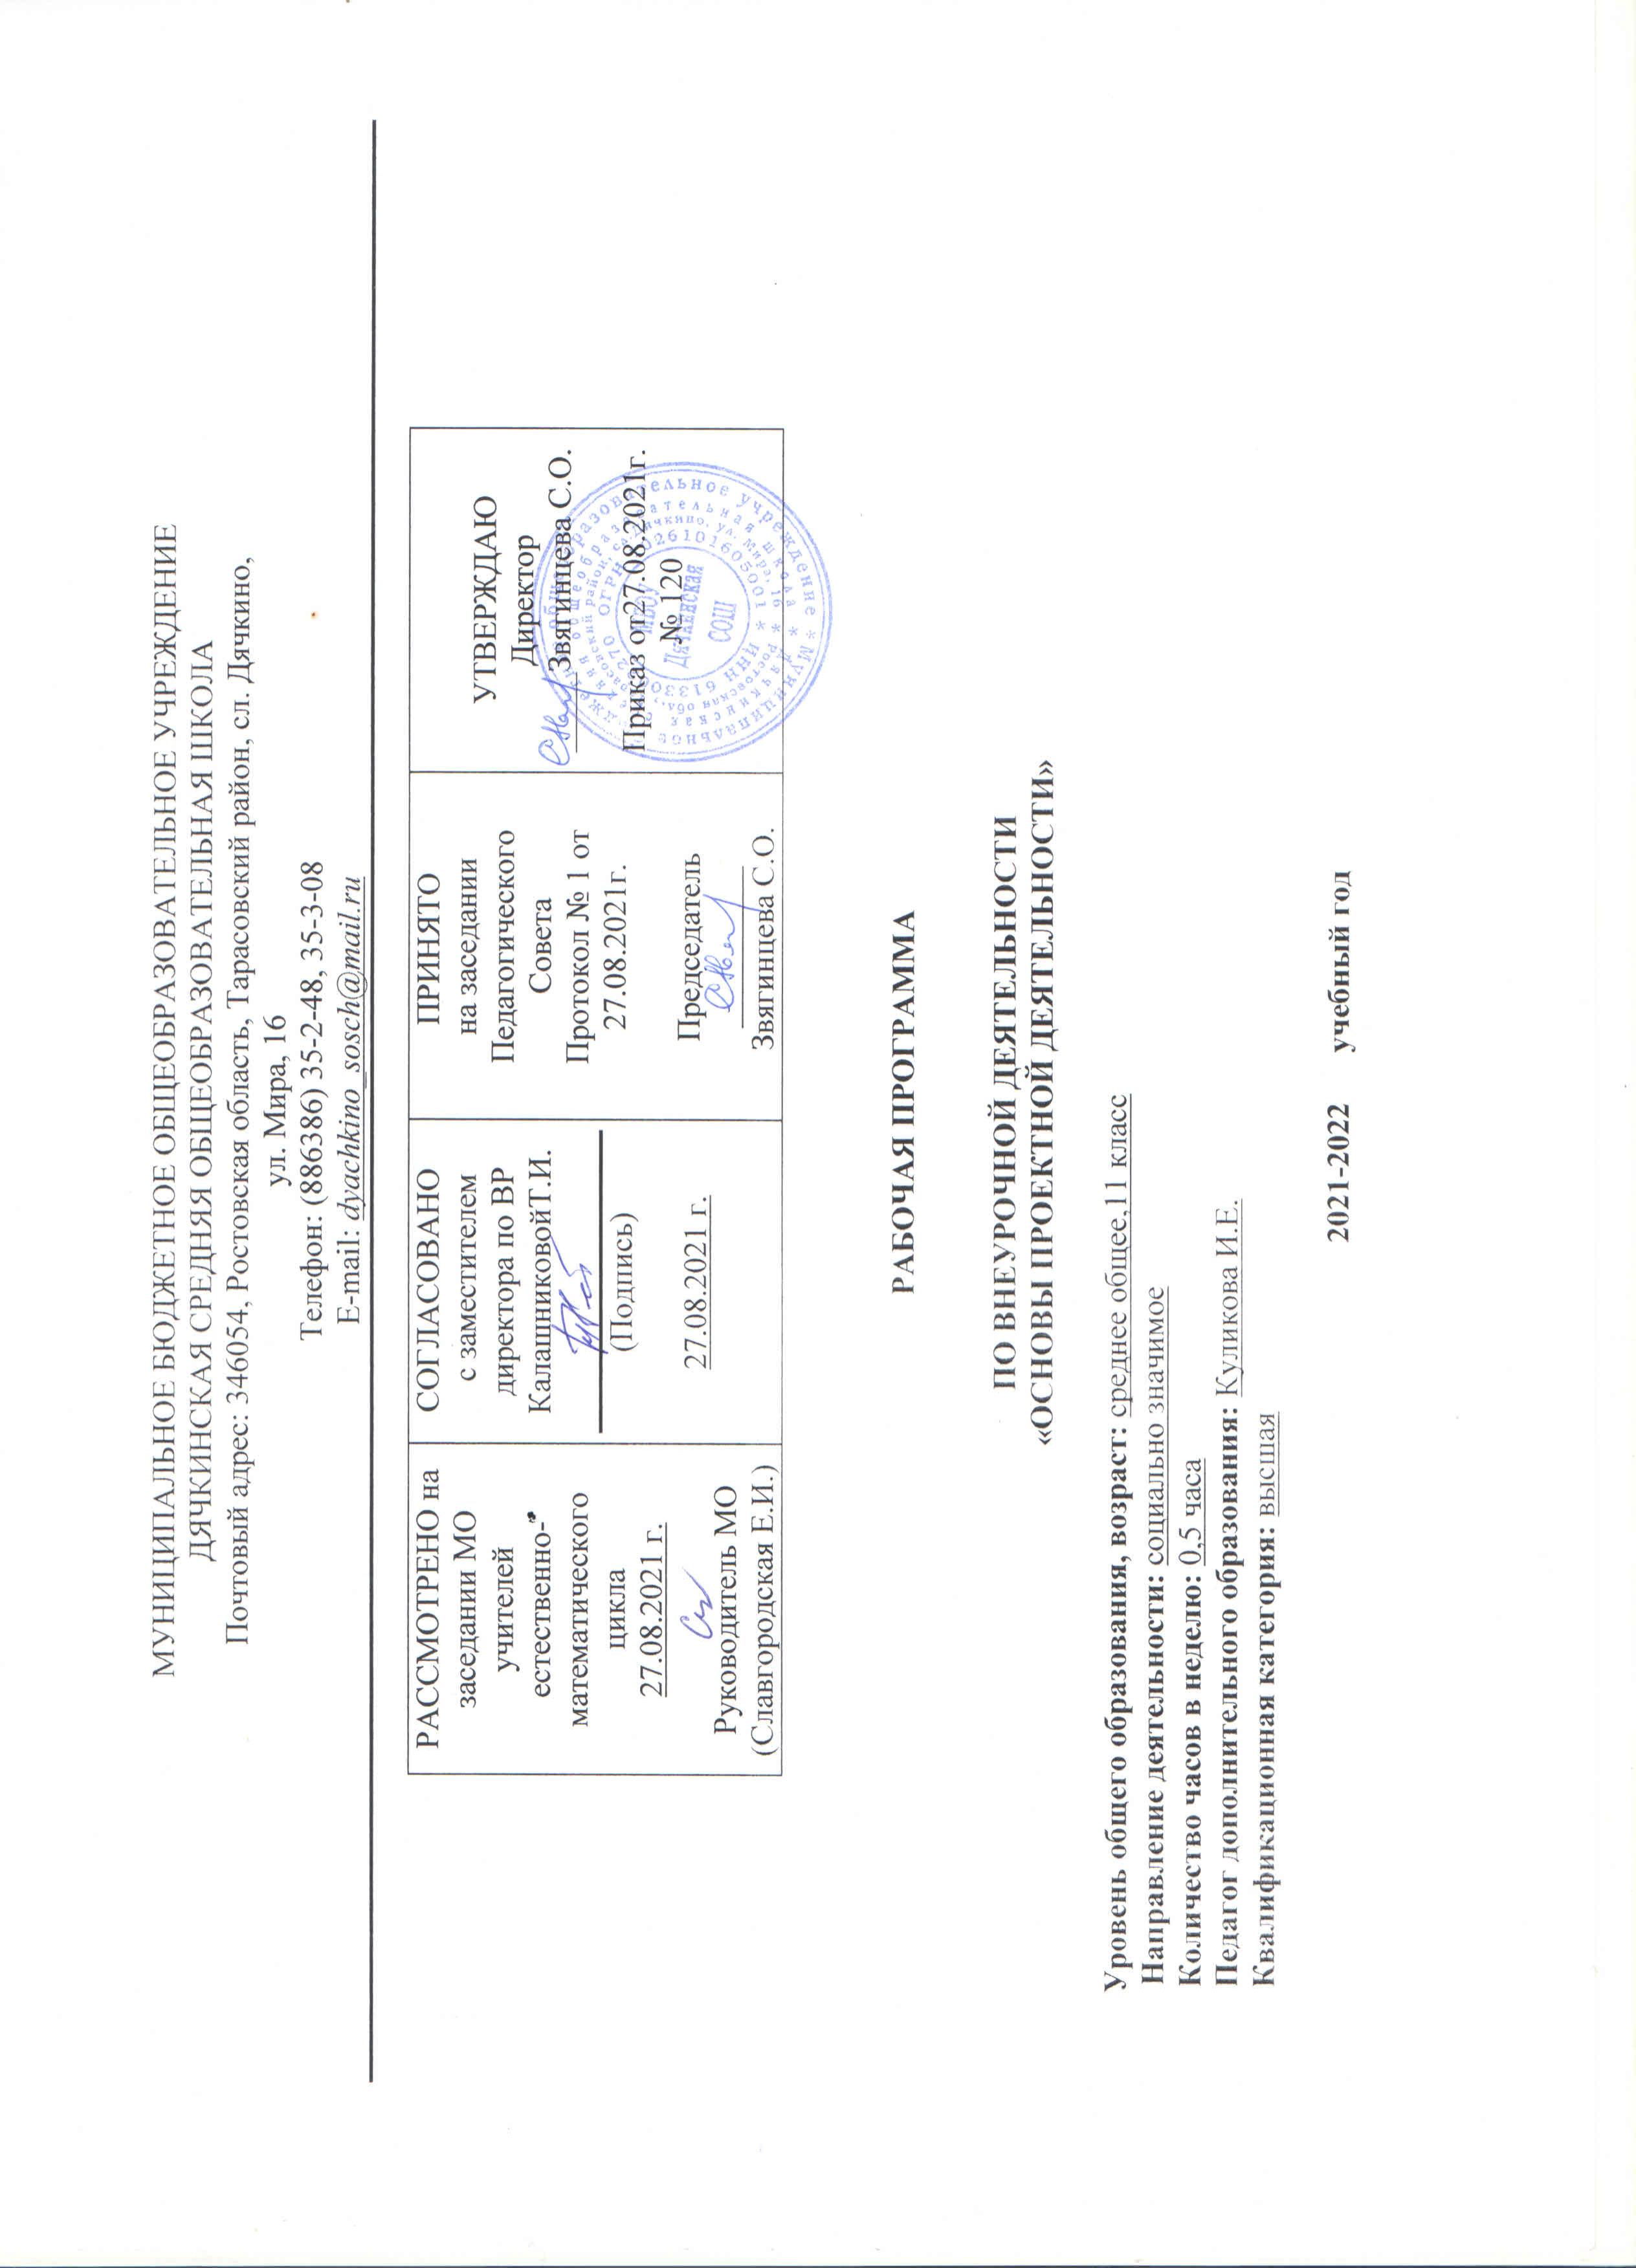 МУНИЦИПАЛЬНОЕ БЮДЖЕТНОЕ ОБЩЕОБРАЗОВАТЕЛЬНОЕ УЧРЕЖДЕНИЕ
ДЯЧКИНСКАЯ СРЕДНЯЯ ОБЩЕОБРАЗОВАТЕЛЬНАЯ ШКОЛА
Почтовый адрес: 346054, Ростовская область, Тарасовский район, сл. Дячкино,
ул. Мира, 16
Телефон: (886386) 35-2-48, 35-3-08
E-mail: dyachkino_sosch@mail.ru
РАССМОТРЕНО на
заседании МО
учителей
естественно-
математического
цикла
27.08.2021 г.
Руководитель МО
(Славгородская Е.И.)
СОГЛАСОВАНО
с заместителем
директора по ВР
КалашниковойТ.И.
(Подпись)
27.08.2021 г.
ПРИНЯТО
на заседании
Педагогического
Совета
Протокол № 1 от
27.08.2021г.
Председатель
Звягинцева С.О.
УТВЕРЖДАЮ
Директор
Звягинцева С.О.
Приказ от27.08.2021г.
№ 120
РАБОЧАЯ ПРОГРАММА
ПО ВНЕУРОЧНОЙ ДЕЯТЕЛЬНОСТИ
«ОСНОВЫ ПРОЕКТНОЙ ДЕЯТЕЛЬНОСТИ»
Уровень общего образования, возраст: среднее общее,11 класс
Направление деятельности: социально значимое
Количество часов в неделю: 0,5 часа
Педагог дополнительного образования: Куликова И.Е.
Квалификационная категория: высшая
2021-2022 учебный год